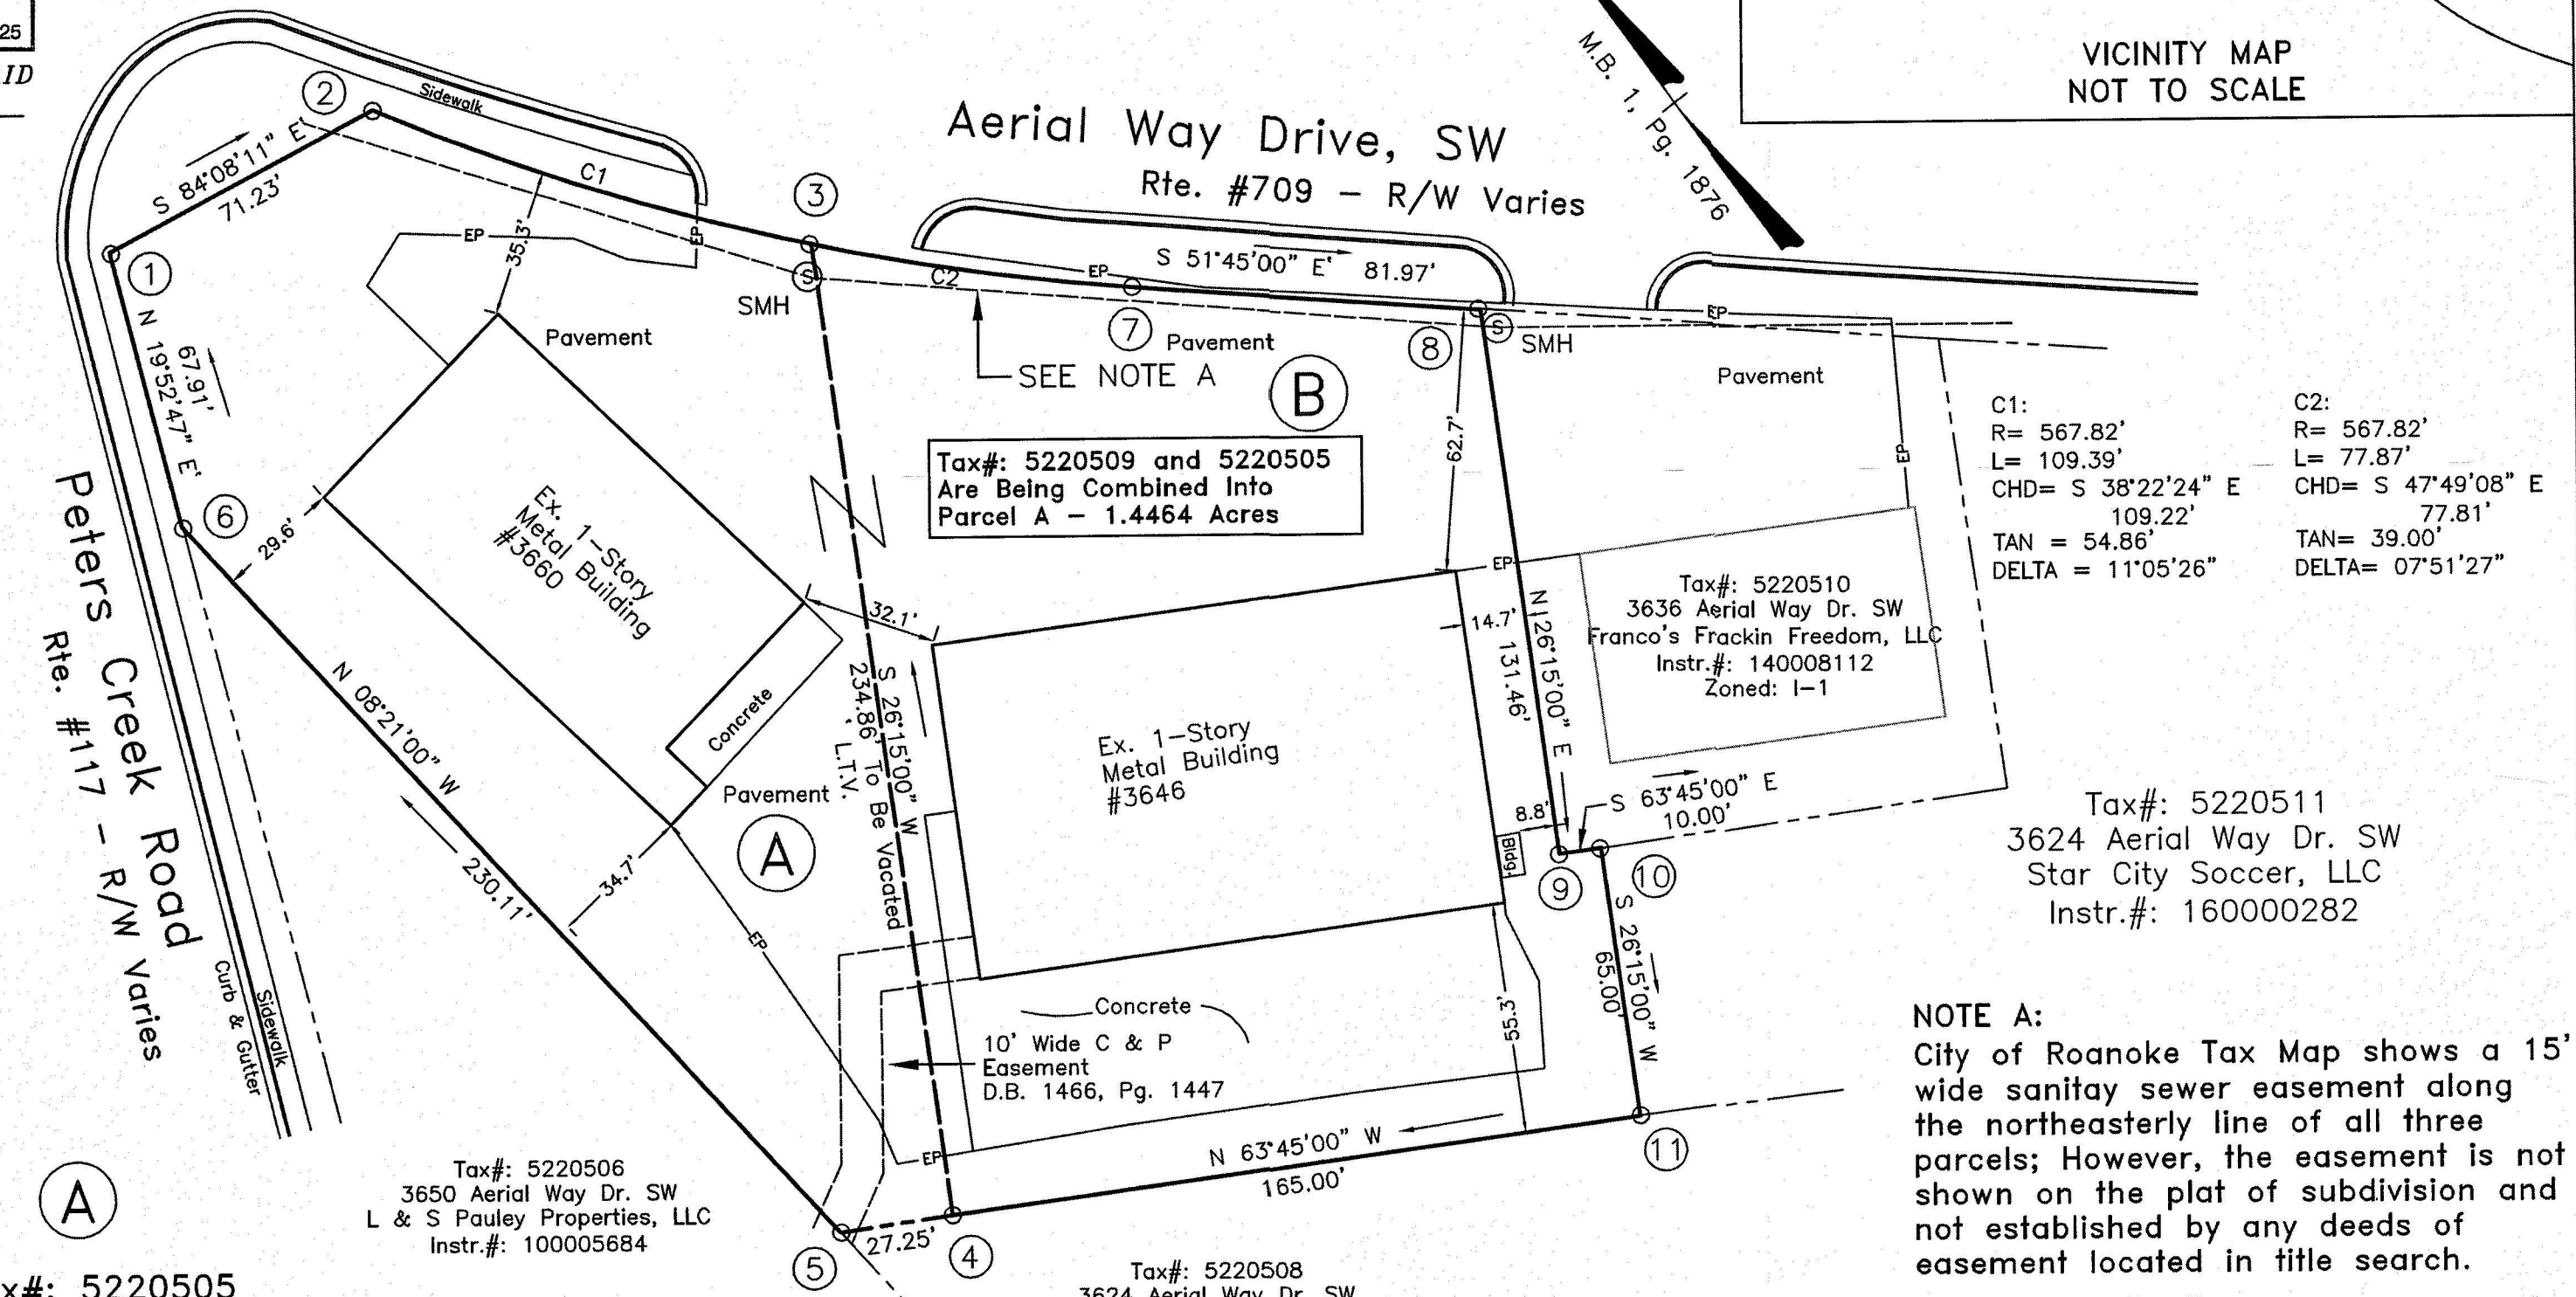 25
ID
VICINITY MAP
NOT TO SCALE
M.B. 1, Pg. 1876
Aerial Way Drive, SW
Rte. #709 - R/W Varies
Sidewalk
2
S 84°08'11" E'
71.23'
C1
3
EP
35.3'
EP
1
S
SMH
C2
EP
S 51°45'00" E' 81.97'
7
Pavement
8
S
SMH
EP
Pavement
EP
SEE NOTE A
B
Pavement
N 19°52'47" E'
67.91'
6
29.6'
Tax#: 5220509 and 5220505
Are Being Combined Into
Parcel A - 1.4464 Acres
62.7'
C1:
R= 567.82'
L= 109.39'
CHD= S 38°22'24" E
109.22'
TAN = 54.86'
DELTA = 11°05'26"
C2:
R= 567.82'
L= 77.87'
CHD= S 47°49'08" E
77.81'
TAN= 39.00'
DELTA= 07°51'27"
Peters Creek Road
Rte. #117 - R/W Varies
Ex. 1-Story
Metal Building
#3660
32.1'
EP
14.7'
N 26°15'00" E
131.46'
Tax#: 5220510
3636 Aerial Way Dr. SW
Franco's Frackin Freedom, LLC
Instr.#: 140008112
Zoned: I-1
N 08°21'00" W
230.11'
Concrete
S 26°15'00" W
234.86' To Be Vacated
L.T.V.
Ex. 1-Story
Metal Building
#3646
Pavement
A
34.7'
EP
8.8'
Bldg.
S 63°45'00" E
10.00'
9
10
S 26°15'00" W
65.00'
Tax#: 5220511
3624 Aerial Way Dr. SW
Star City Soccer, LLC
Instr.#: 160000282
Curb & Gutter
Sidewalk
Concrete
10' Wide C & P
Easement
D.B. 1466, Pg. 1447
55.3'
NOTE A:
City of Roanoke Tax Map shows a 15'
wide sanitay sewer easement along
the northeasterly line of all three
parcels; However, the easement is not
shown on the plat of subdivision and
not established by any deeds of
easement located in title search.
EP
N 63°45'00" W
165.00'
11
A
Tax#: 5220506
3650 Aerial Way Dr. SW
L & S Pauley Properties, LLC
Instr.#: 100005684
5
27.25'
4
x#: 5220505
Tax#: 5220508
3624 Aerial Way Dr. SW